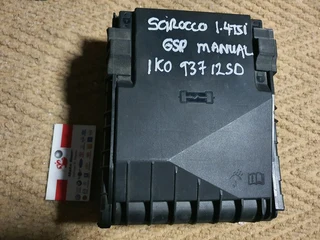 SCIROCCO 1.4TSi
6SP MANUAL
1K0 937 125D